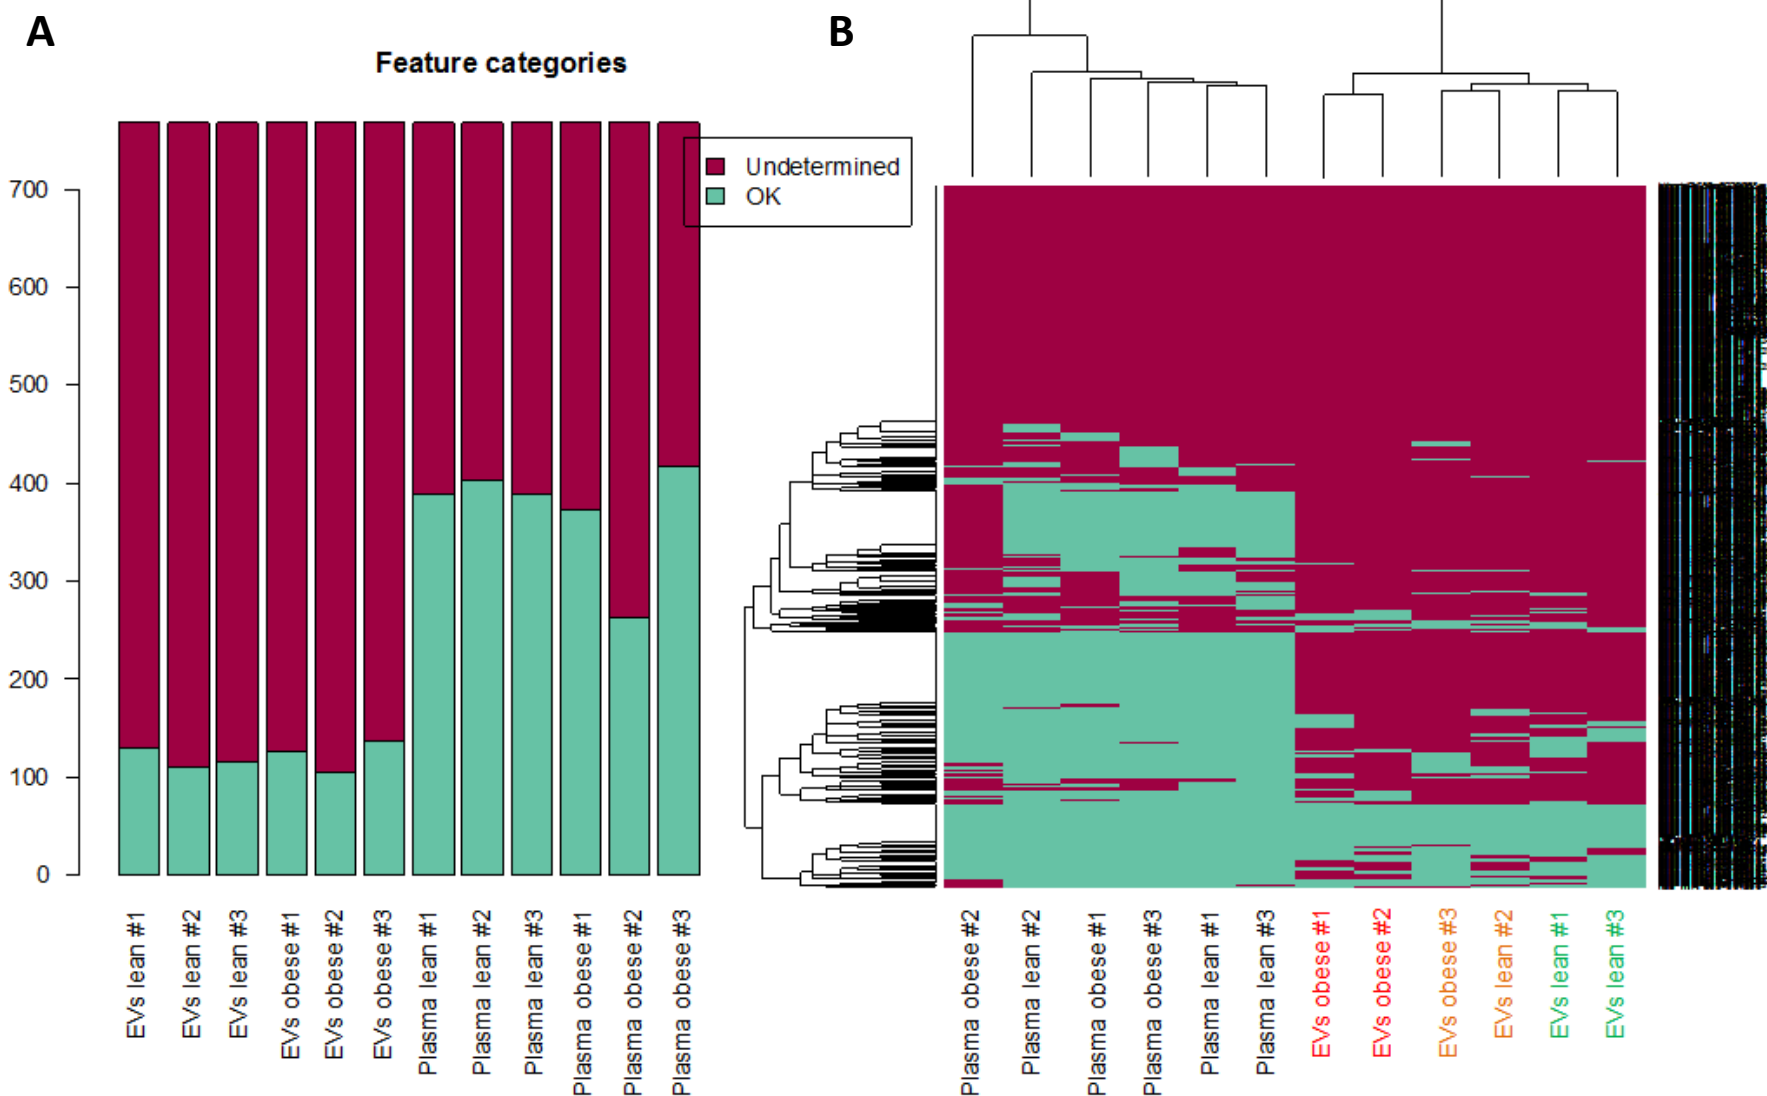 A
B
Feature categories
Undetermined
OK
700
600
500
400
300
200
100
0
EVs lean #1
EVs lean #2
EVs lean #3
EVs obese #1
EVs obese #2
EVs obese #3
Plasma lean #1
Plasma lean #2
Plasma lean #3
Plasma obese #1
Plasma obese #2
Plasma obese #3
Plasma obese #2
Plasma lean #2
Plasma obese #1
Plasma obese #3
Plasma lean #1
Plasma lean #3
EVs obese #1
EVs obese #2
EVs obese #3
EVs lean #2
EVs lean #1
EVs lean #3